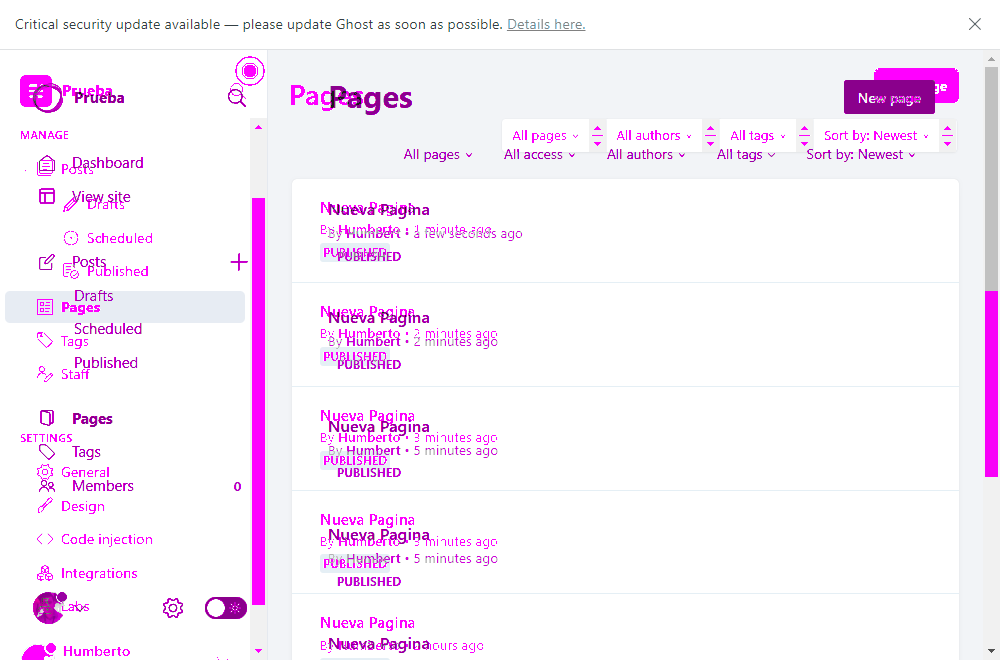 Critical security update available — please update Ghost as soon as possible. Details here.
Prueba
Prueba
Pages
Pages
New page
MANAGE
All pages
All authors
All tags
Sort by: Newest
All pages
All access
All authors
All tags
Sort by: Newest
Dashboard
Posts
View site
Drafts
Scheduled
Posts
Published
Drafts
Pages
Scheduled
Tags
Published
Staff
Pages
SETTINGS
Tags
General
Members 0
Design
Code injection
Integrations
Labs
Humberto
Nueva Pagina
Nueva Pagina
By Humberto • 1 minute ago
By Humbert • a few seconds ago
PUBLISHED
PUBLISHED
Nueva Pagina
Nueva Pagina
By Humberto • 2 minutes ago
By Humbert • 2 minutes ago
PUBLISHED
PUBLISHED
Nueva Pagina
Nueva Pagina
By Humberto • 3 minutes ago
By Humbert • 5 minutes ago
PUBLISHED
PUBLISHED
Nueva Pagina
Nueva Pagina
By Humberto • 3 minutes ago
By Humbert • 5 minutes ago
PUBLISHED
PUBLISHED
Nueva Pagina
Nueva Pagina
By Humberto • hours ago